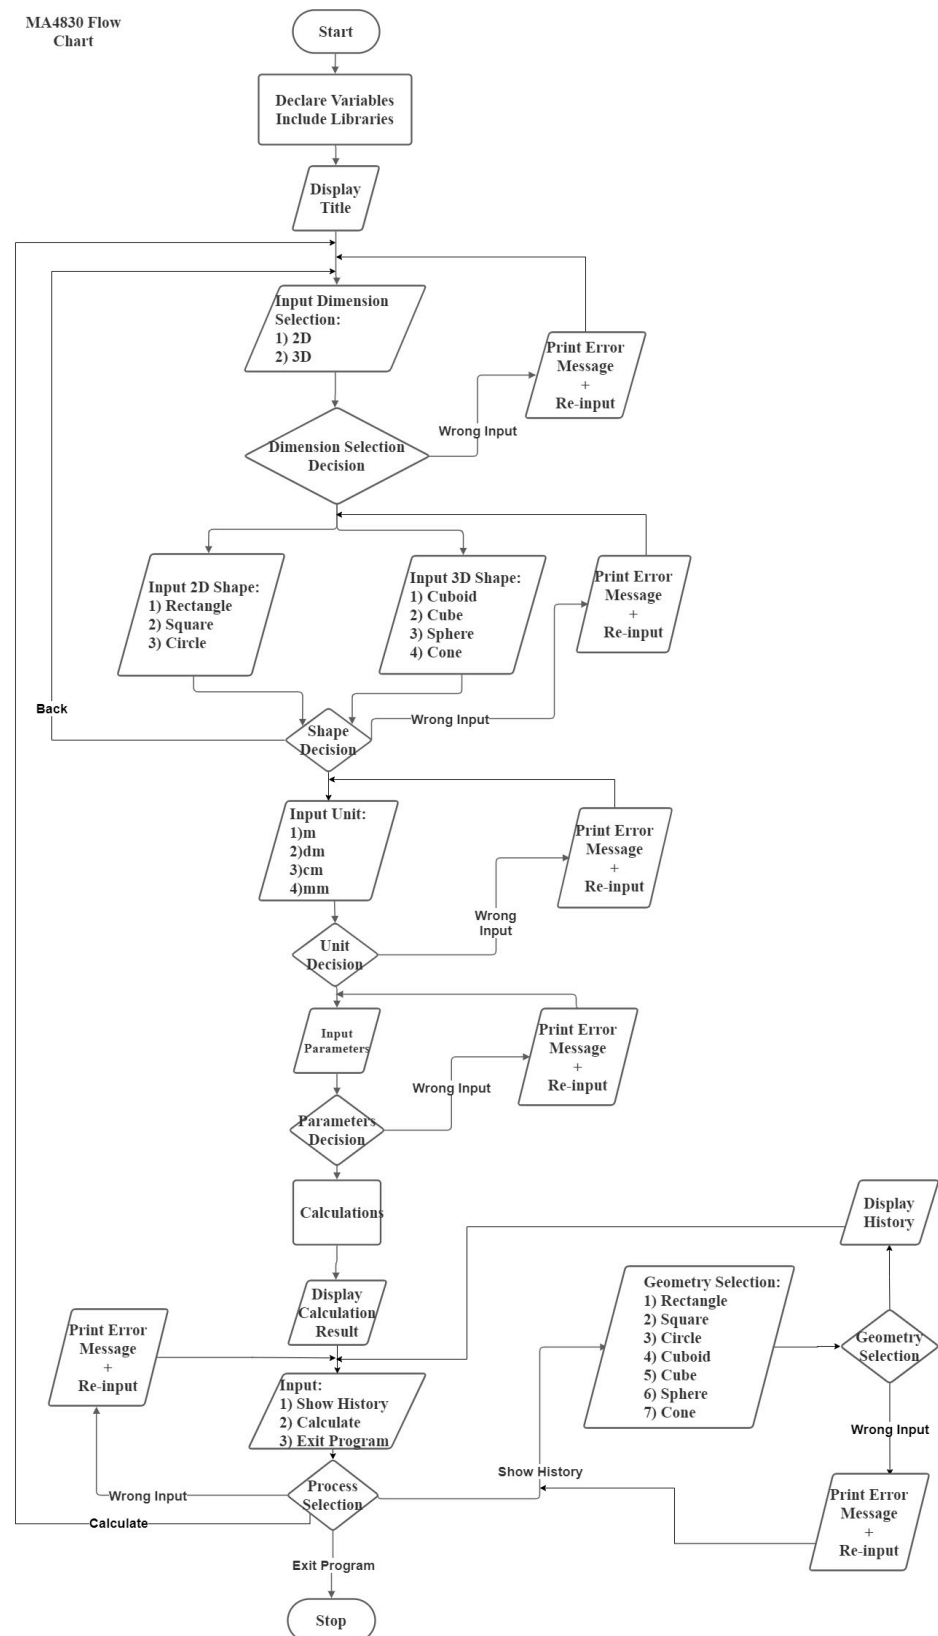 MA4830 Flow
Chart
Start
Declare Variables
Include Libraries
Display
Title
Input Dimension
Selection:
1) 2D
2) 3D
Print Error
Message
+
Re-input
Wrong Input
Dimension Selection
Decision
Input 2D Shape:
1) Rectangle
2) Square
3) Circle
Input 3D Shape:
1) Cuboid
2) Cube
3) Sphere
4) Cone
Print Error
Message
+
Re-input
Back
Shape
Decision
Wrong Input
Input Unit:
1)m
2)dm
3)cm
4)mm
Print Error
Message
+
Re-input
Wrong
Input
Unit
Decision
Input
Parameters
Print Error
Message
+
Re-input
Wrong Input
Parameters
Decision
Calculations
Display
History
Display
Calculation
Result
Geometry Selection:
1) Rectangle
2) Square
3) Circle
4) Cuboid
5) Cube
6) Sphere
7) Cone
Geometry
Selection
Print Error
Message
+
Re-input
Input:
1) Show History
2) Calculate
3) Exit Program
Wrong Input
Show History
Process
Selection
Wrong Input
Calculate
Print Error
Message
+
Re-input
Exit Program
Stop